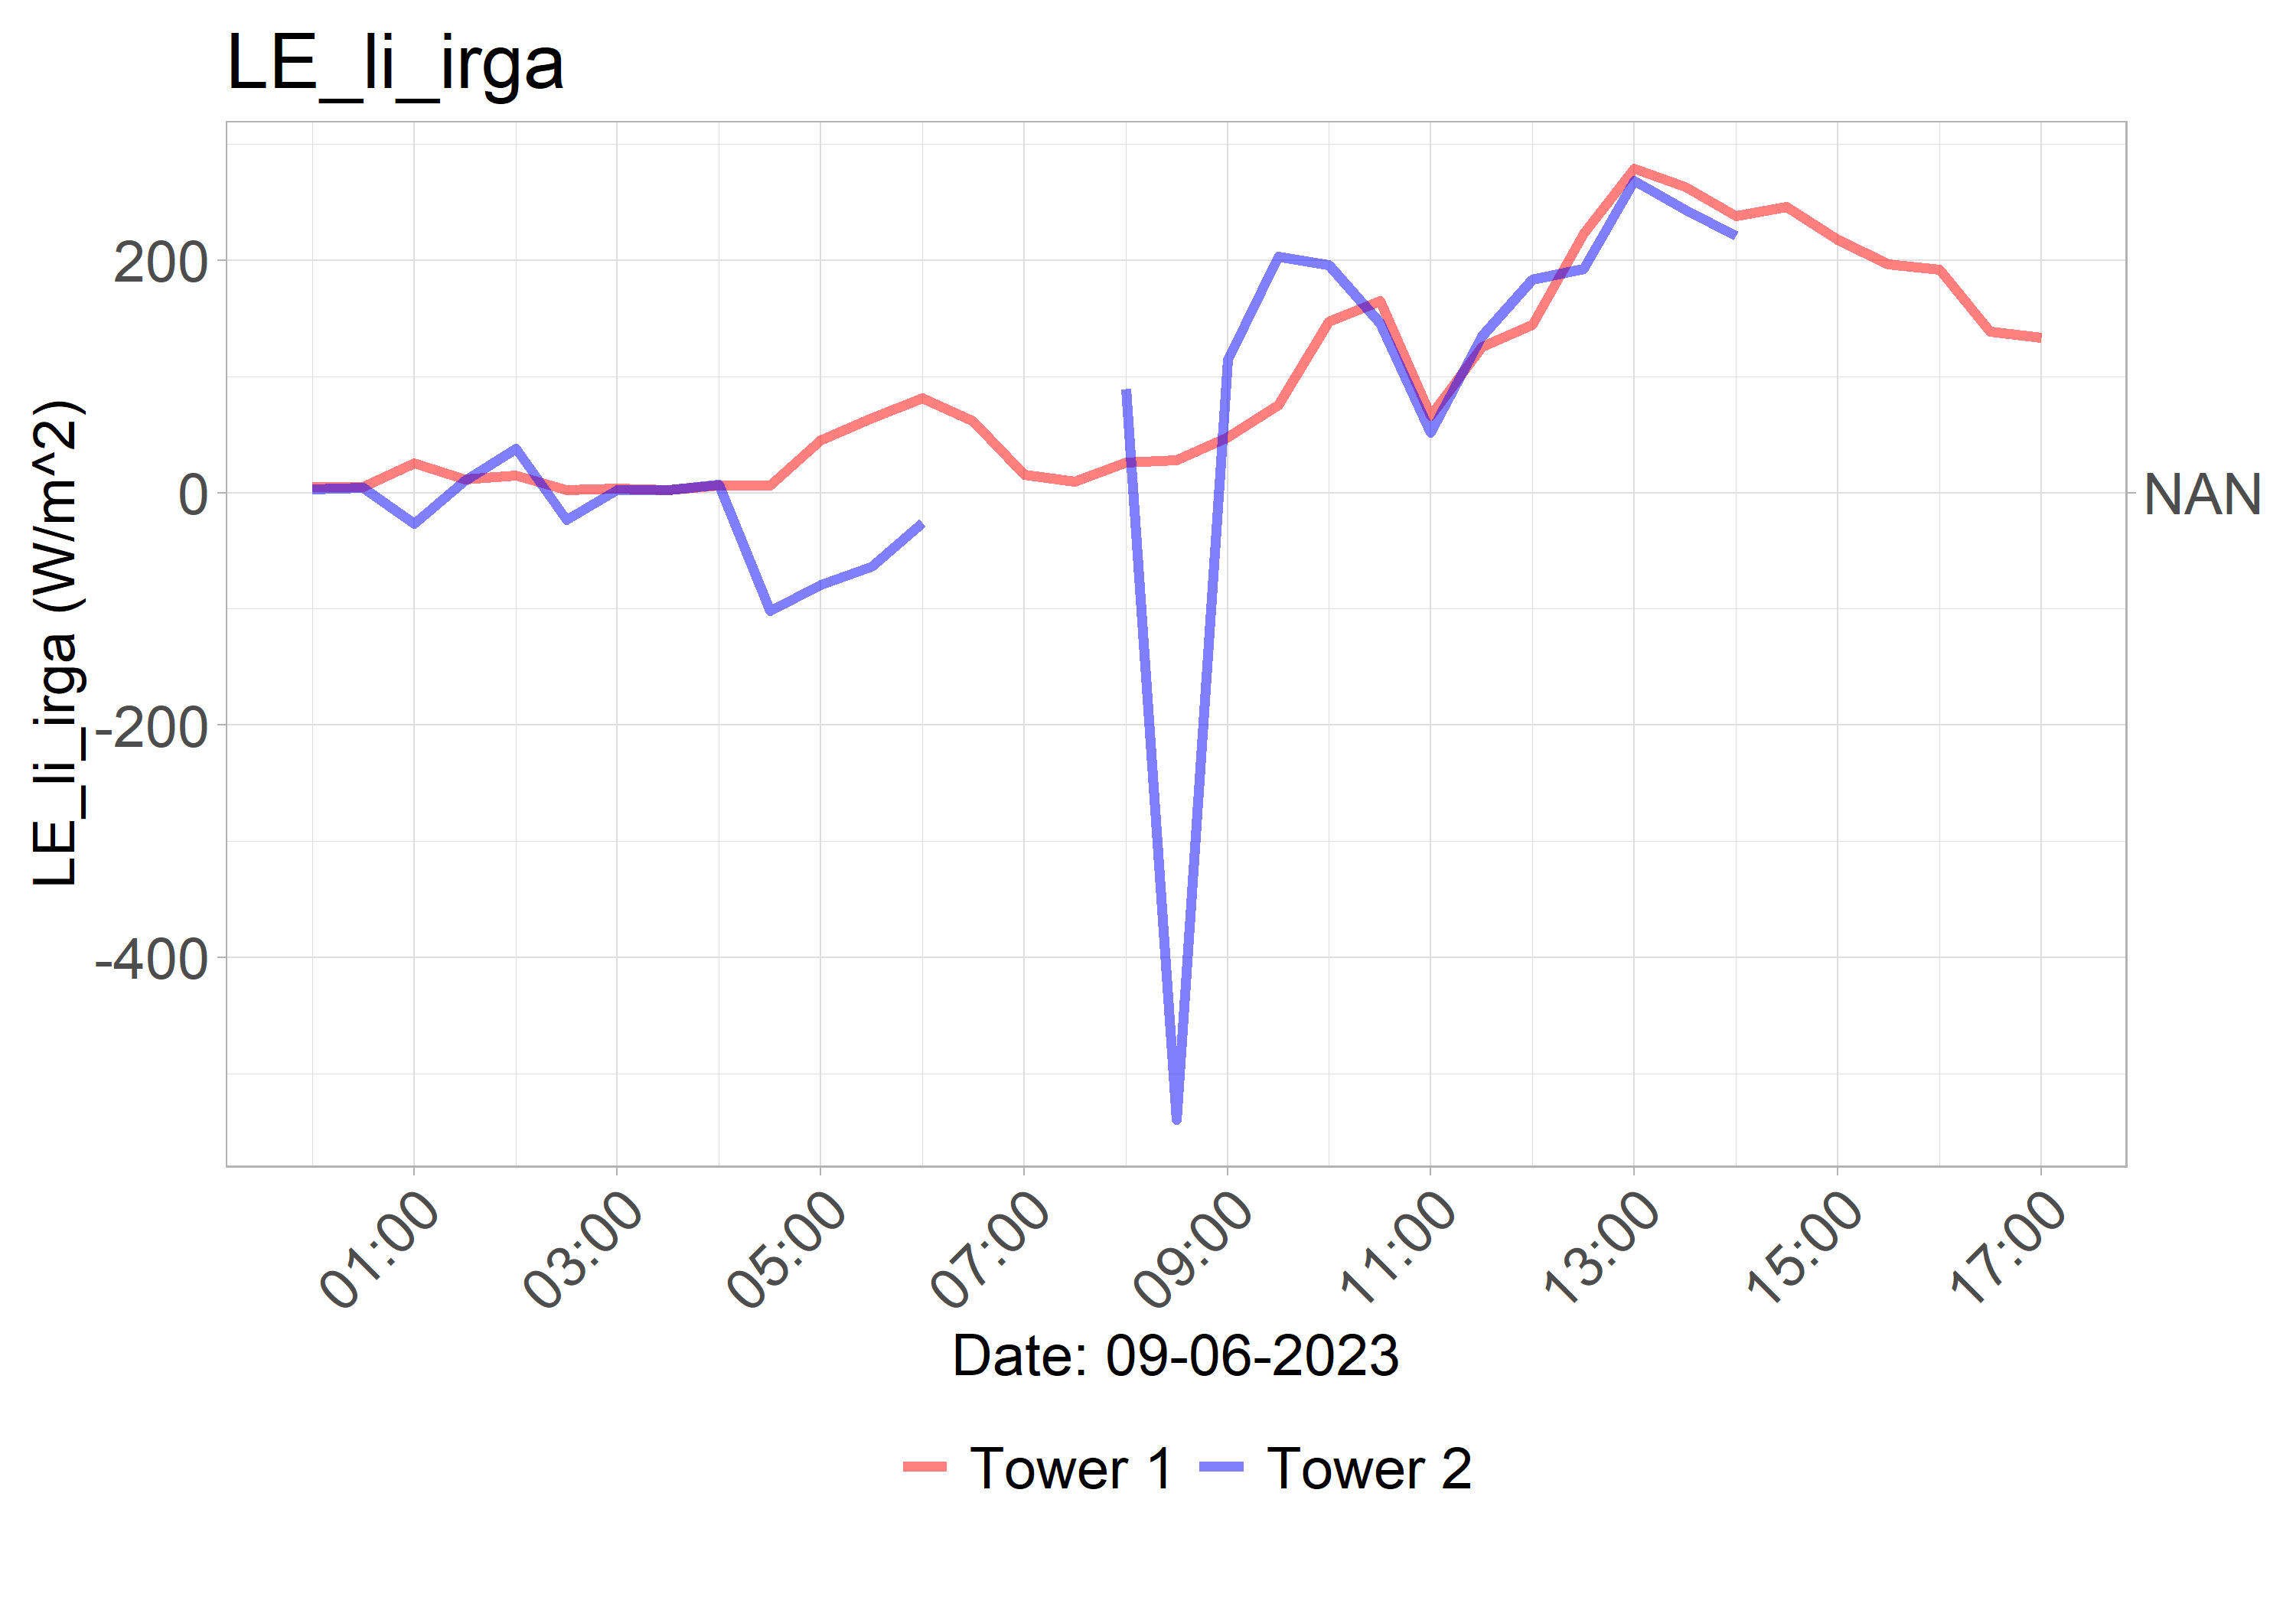 LE_li_irga
LE_li_irga (W/m^2)
200
0
-200
-400
NAN
01:00
03:00
05:00
07:00
09:00
11:00
13:00
15:00
17:00
Date: 09-06-2023
Tower 1
Tower 2